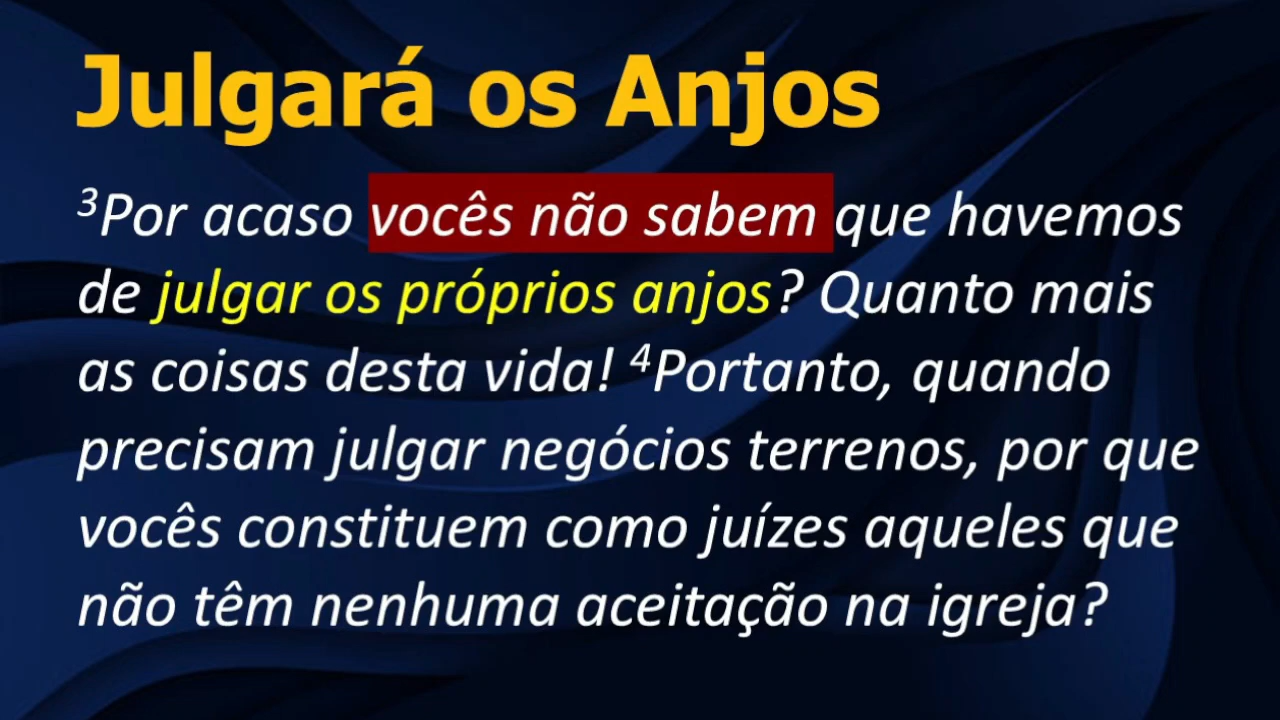 Julgará os Anjos
³Por acaso vocês não sabem que havemos
de julgar os próprios anjos? Quanto mais
as coisas desta vida! ⁴Portanto, quando
precisam julgar negócios terrenos, por que
vocês constituem como juízes aqueles que
não têm nenhuma aceitação na igreja?